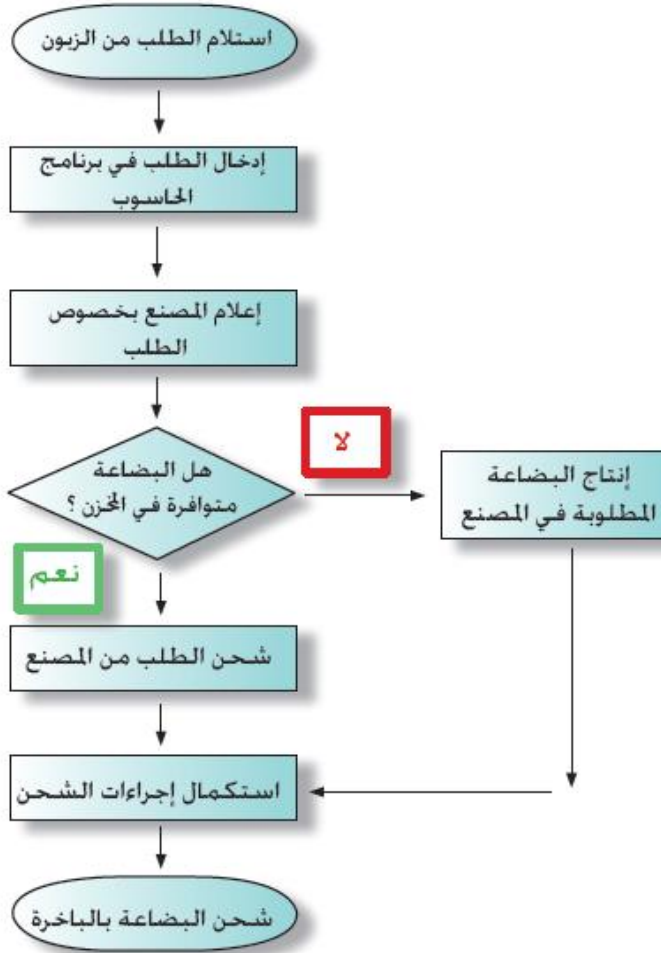 استلام الطلب من الزبون
إدخال الطلب في برنامج
الحاسوب
إعلام المصنع بخصوص
الطلب
هل البضاعة
متوافرة في المخزن ؟
لا
إنتاج البضاعة
المطلوبة في المصنع
نعم
شحن الطلب من المصنع
استكمال إجراءات الشحن
شحن البضاعة بالباخرة